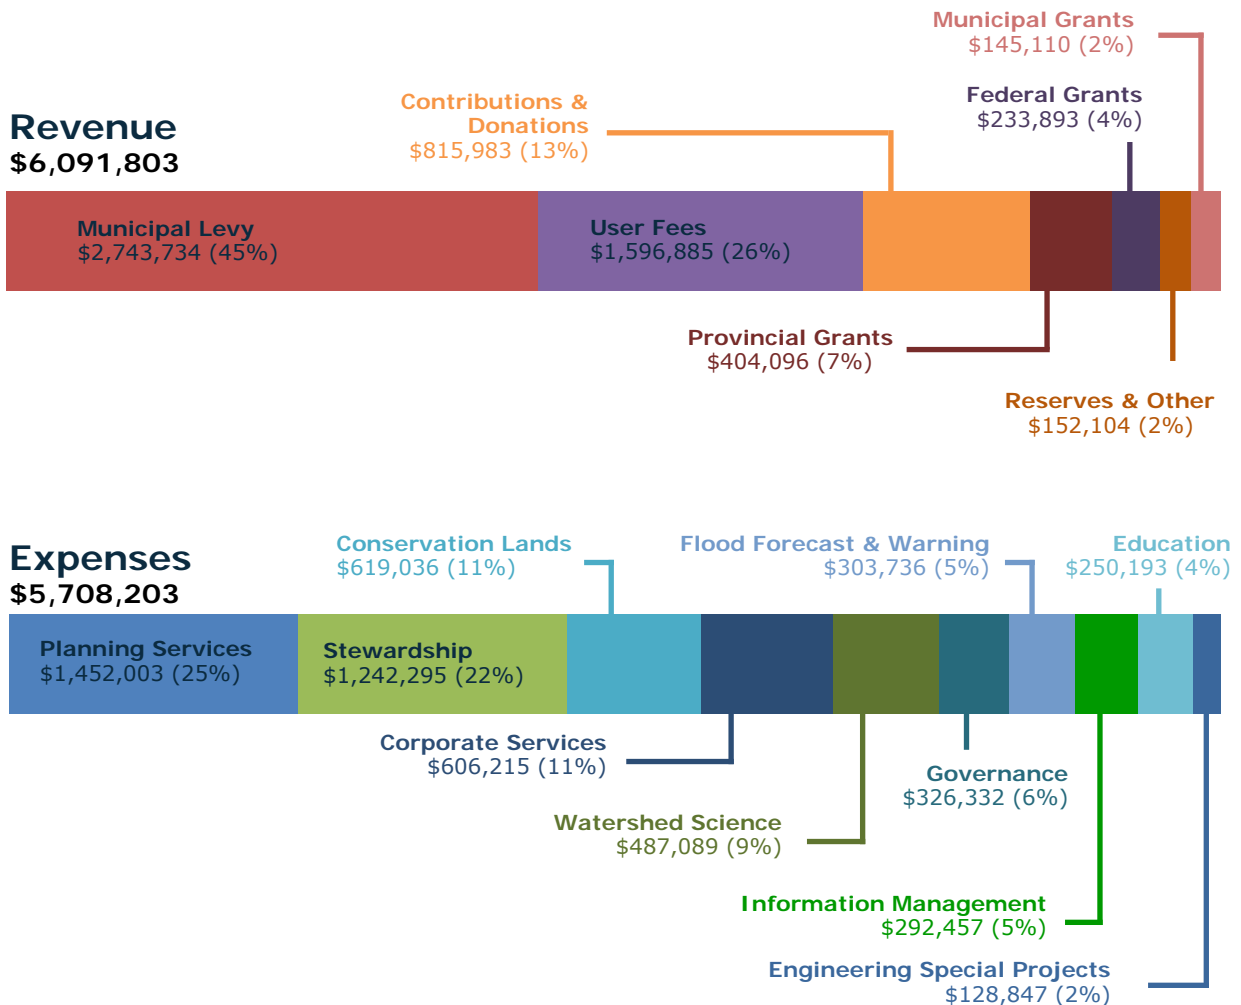 Municipal Grants
$145,110 (2%)
Federal Grants
$233,893 (4%)
Contributions &
Donations
$815,983 (13%)
Revenue
$6,091,803
Municipal Levy
$2,743,734 (45%)
User Fees
$1,596,885 (26%)
Provincial Grants
$404,096 (7%)
Reserves & Other
$152,104 (2%)
Expenses
$5,708,203
Conservation Lands
$619,036 (11%)
Flood Forecast & Warning
$303,736 (5%)
Education
$250,193 (4%)
Planning Services
$1,452,003 (25%)
Stewardship
$1,242,295 (22%)
Corporate Services
$606,215 (11%)
Governance
$326,332 (6%)
Watershed Science
$487,089 (9%)
Information Management
$292,457 (5%)
Engineering Special Projects
$128,847 (2%)